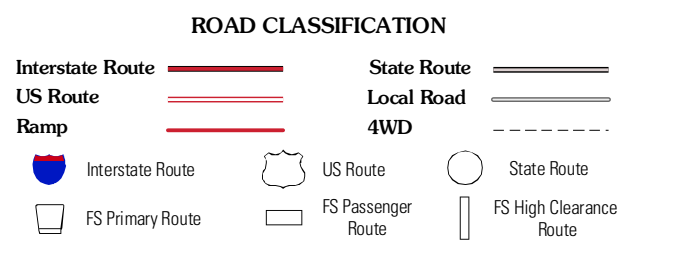 ROAD CLASSIFICATION
Interstate Route
State Route
US Route
Local Road
Ramp
4WD
Interstate Route
US Route
State Route
FS Primary Route
FS Passenger
Route
FS High Clearance
Route